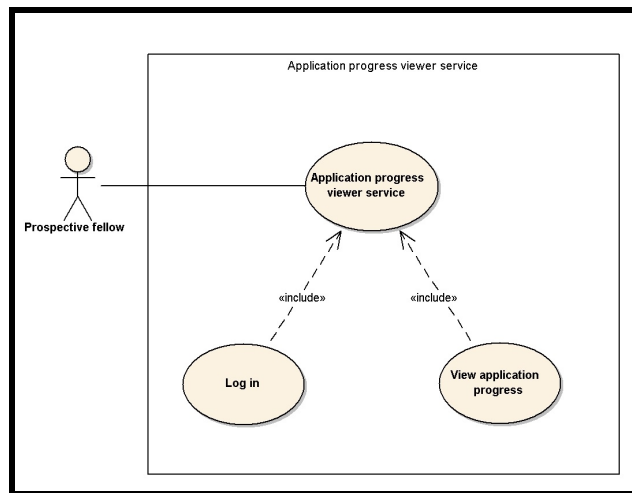 Application progress viewer service
Application progress
viewer service
Prospective fellow
«include»
«include»
Log in
View application
progress